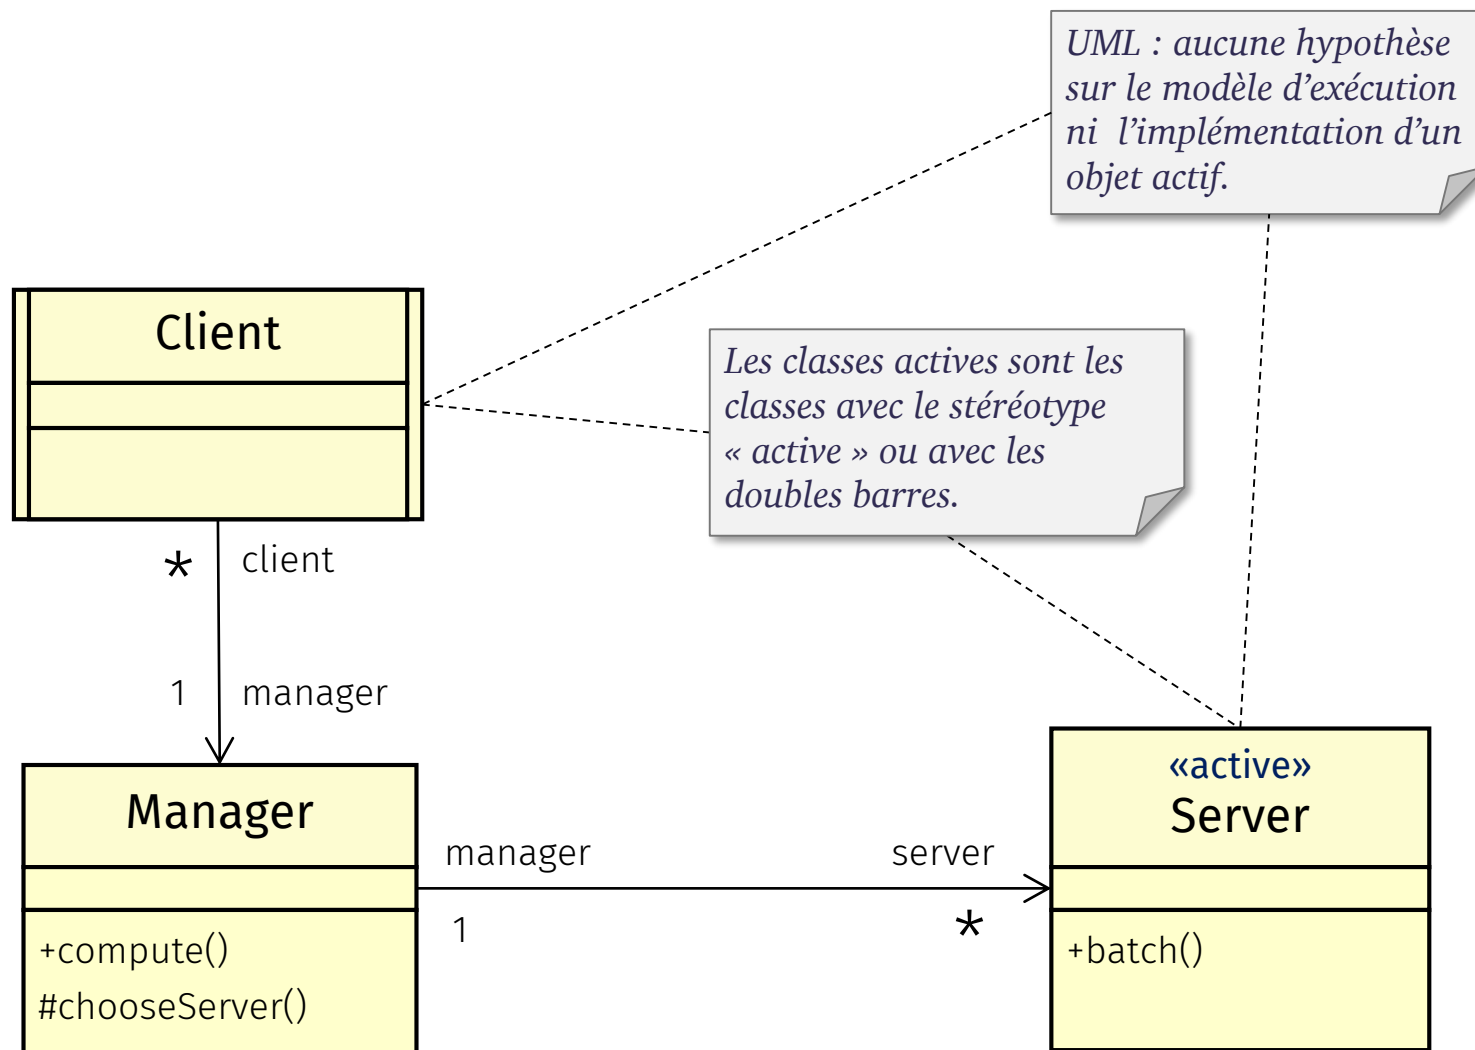 UML : aucune hypothèse
sur le modèle d'exécution
ni l'implémentation d'un
objet actif.
Client
Les classes actives sont les
classes avec le stéréotype
« active » ou avec les
doubles barres.
* client
1 manager
Manager
+compute()
#chooseServer()
manager
1
server
*
«active»
Server
+batch()